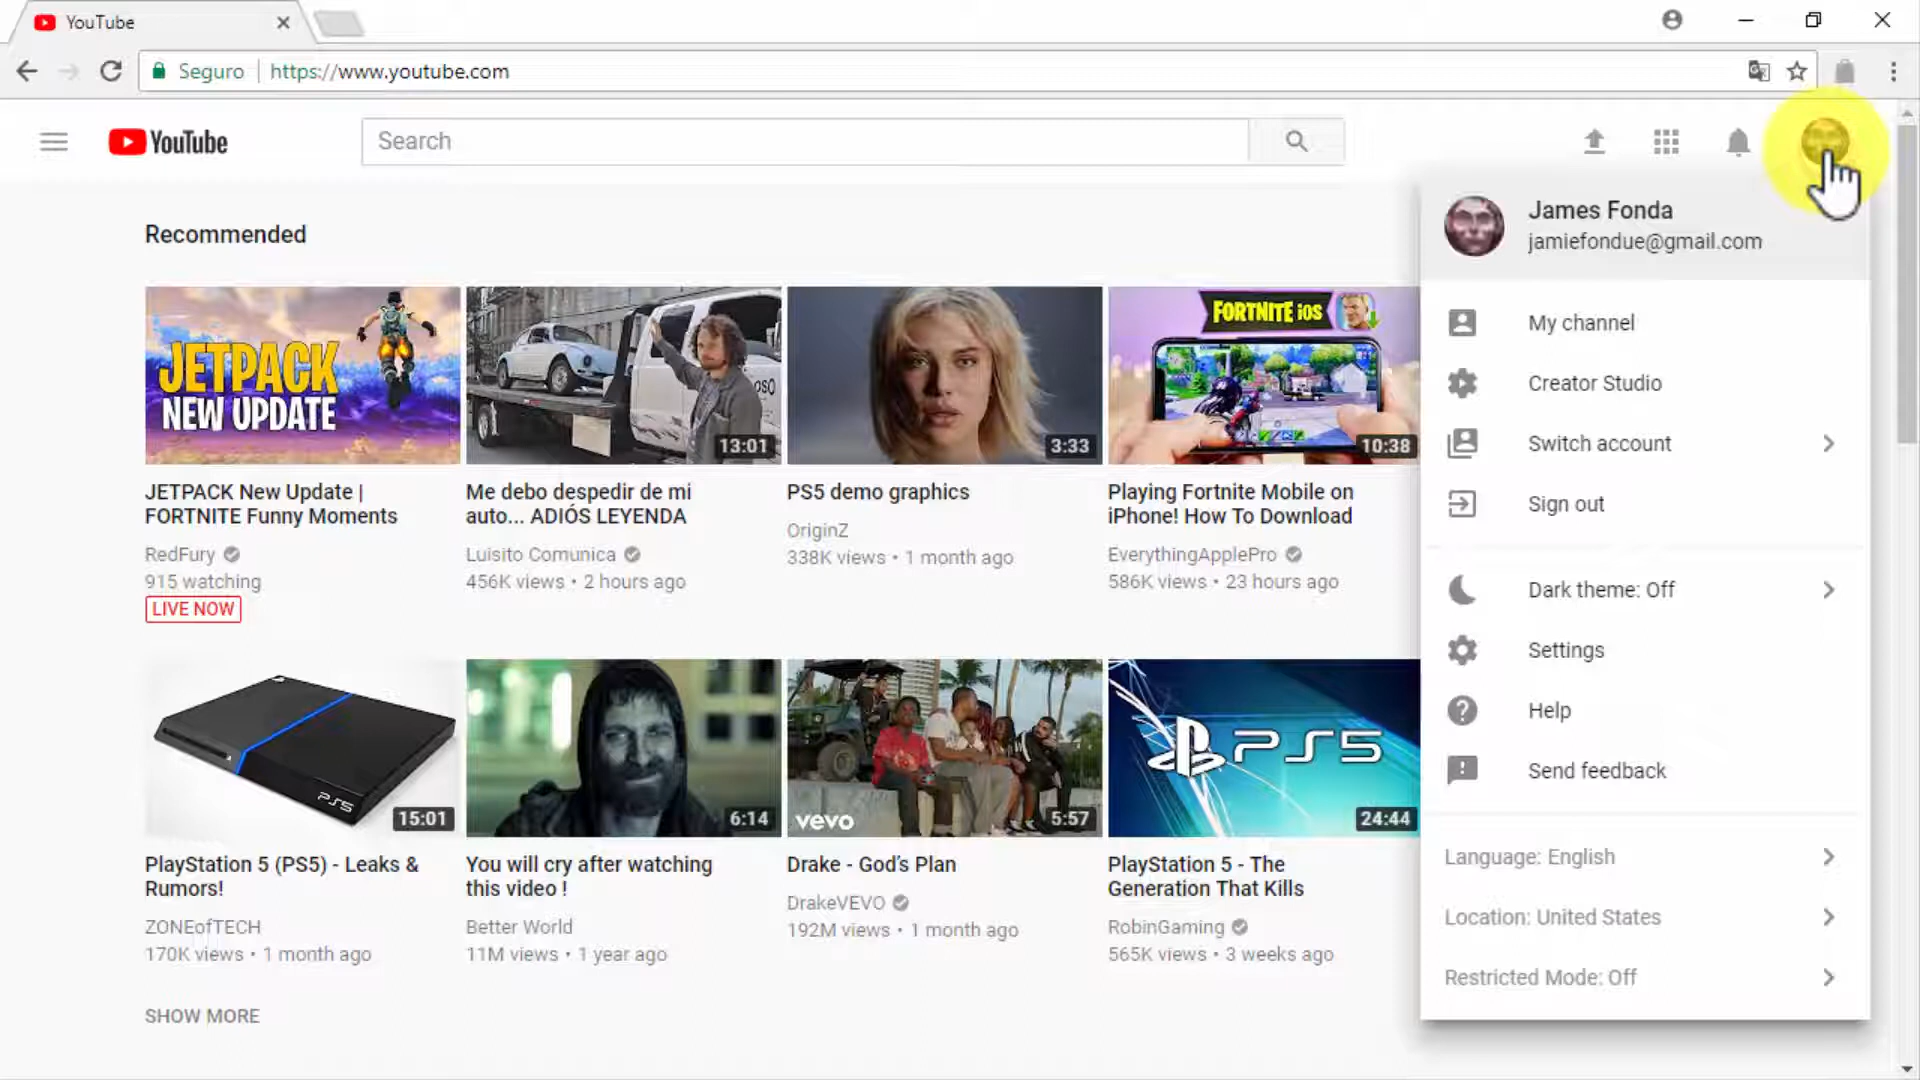 YouTube
Seguro
https://www.youtube.com
YouTube
Search
James Fonda
jamiefondue@gmail.com
My channel
Creator Studio
Switch account
Sign out
Dark theme: Off
Settings
Help
Send feedback
Language: English
Location: United States
Restricted Mode: Off
Recommended
JETPACK
NEW UPDATE
JETPACK New Update |
FORTNITE Funny Moments
RedFury
915 watching
LIVE NOW
13:01
Me debo despedir de mi
auto... ADIÓS LEYENDA
Luisito Comunica
456K views • 2 hours ago
3:33
PS5 demo graphics
OriginZ
338K views • 1 month ago
FORTNITE iOS
10:38
Playing Fortnite Mobile on
iPhone! How To Download
EverythingApplePro
586K views • 23 hours ago
PS5
15:01
PlayStation 5 (PS5) - Leaks &
Rumors!
ZONEofTECH
170K views • 1 month ago
6:14
You will cry after watching
this video !
Better World
11M views • 1 year ago
vevo
5:57
Drake - God's Plan
DrakeVEVO
192M views • 1 month ago
PS5
24:44
PlayStation 5 - The
Generation That Kills
RobinGaming
565K views • 3 weeks ago
SHOW MORE